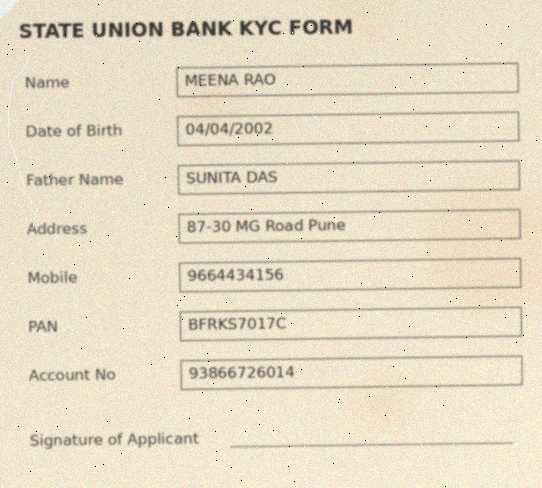 STATE UNION BANK KYC FORM
Name MEENA RAO
Date of Birth 04/04/2002
Father Name SUNITA DAS
Address 87-30 MG Road Pune
Mobile 9664434156
PAN BFRKS7017C
Account No 93866726014
Signature of Applicant